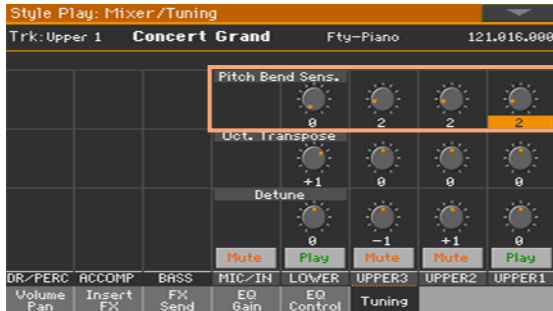 Style Play: Mixer/Tuning
Trk:Upper 1 Concert Grand Fty-Piano 121.016.000
Pitch Bend Sens.
0 2 2 2
Oct. Transpose
+1 0 0 0
Detune
0 -1 +1 0
Mute Play Mute Mute Play
DR/PERC ACCOMP BASS MIC/IN LOWER UPPER3 UPPER2 UPPER1
Volume Pan Insert FX FX Send EQ Gain EQ Control Tuning